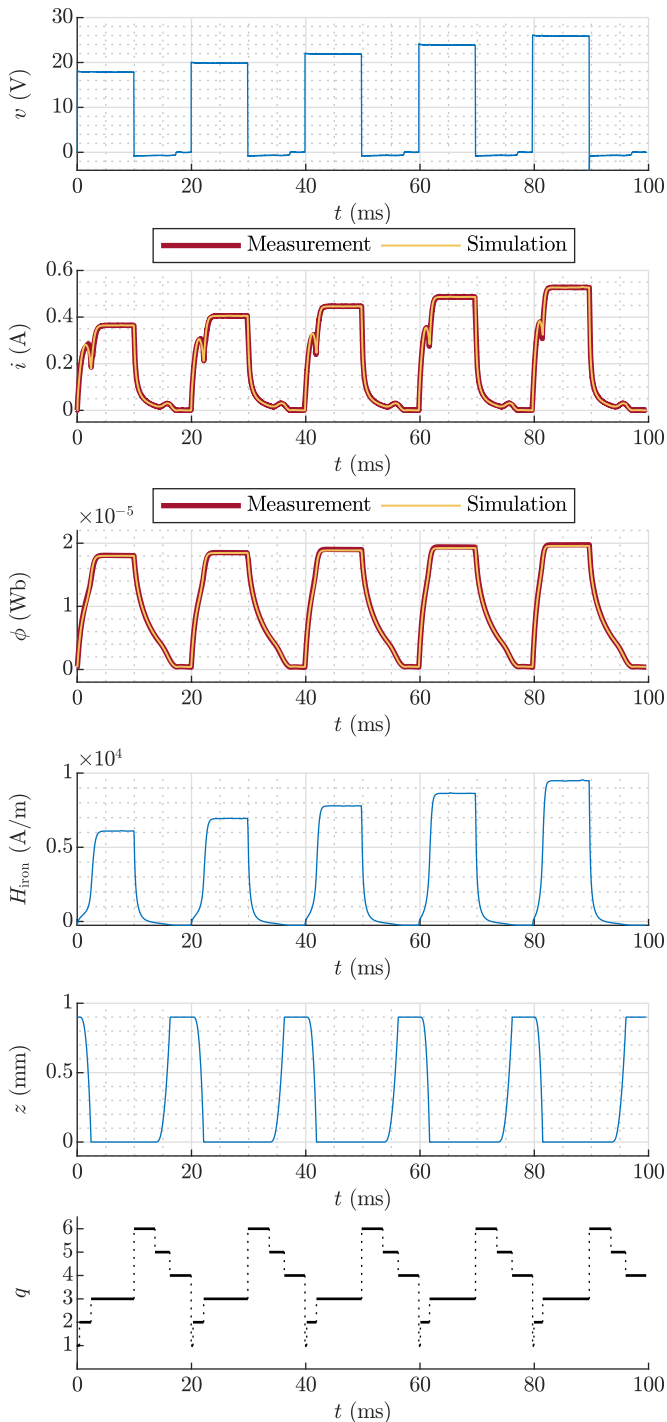 30
20
10
0
v (V)
0 20 40 60 80 100
t (ms)
Measurement Simulation
0.6
0.4
0.2
0
i (A)
0 20 40 60 80 100
t (ms)
Measurement Simulation
×10⁻⁵
2
1
0
ϕ (Wb)
0 20 40 60 80 100
t (ms)
×10⁴
1
0.5
0
H_iron (A/m)
0 20 40 60 80 100
t (ms)
1
0.5
0
z (mm)
0 20 40 60 80 100
t (ms)
6
5
4
3
2
1
q
0 20 40 60 80 100
t (ms)